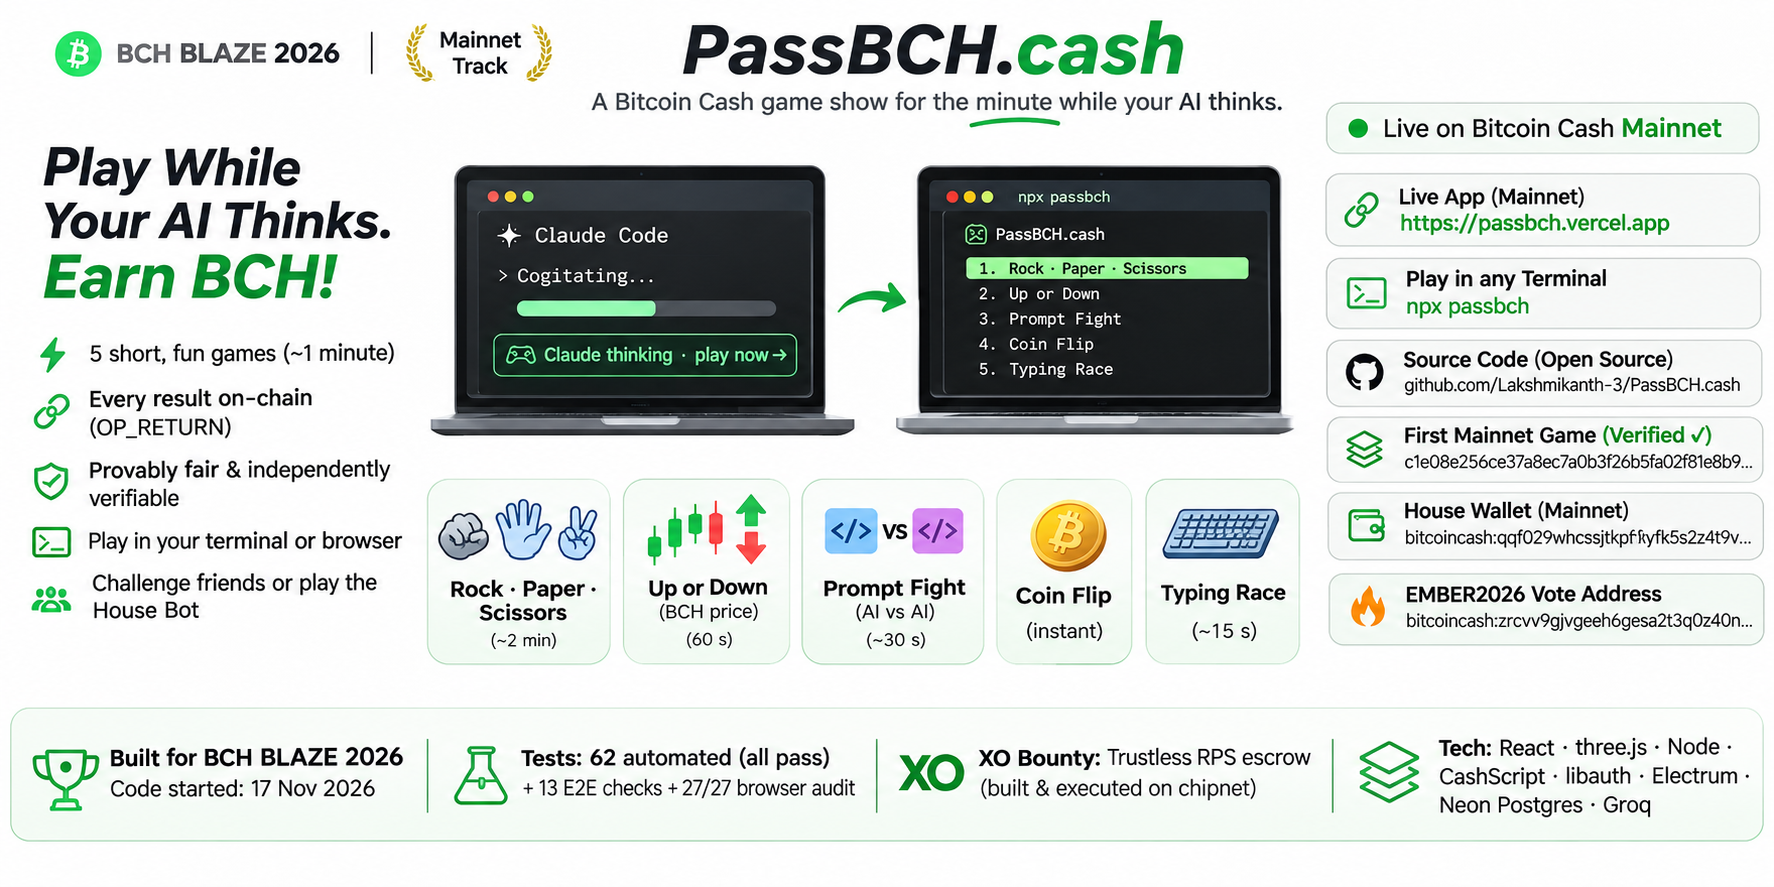 BCH BLAZE 2026
Mainnet
Track
PassBCH.cash
A Bitcoin Cash game show for the minute while your AI thinks.
Play While
Your AI Thinks.
Earn BCH!
5 short, fun games (~1 minute)
Every result on-chain
(OP_RETURN)
Provably fair & independently
verifiable
Play in your terminal or browser
Challenge friends or play the
House Bot
Claude Code
> Cogitating...
Claude thinking · play now →
npx passbch
PassBCH.cash
1. Rock · Paper · Scissors
2. Up or Down
3. Prompt Fight
4. Coin Flip
5. Typing Race
Rock · Paper ·
Scissors
(~2 min)
Up or Down
(BCH price)
(60 s)
</> VS </>
Prompt Fight
(AI vs AI)
(~30 s)
Coin Flip
(instant)
Typing Race
(~15 s)
Live on Bitcoin Cash Mainnet
Live App (Mainnet)
https://passbch.vercel.app
Play in any Terminal
npx passbch
Source Code (Open Source)
github.com/Lakshmikanth-3/PassBCH.cash
First Mainnet Game (Verified ✓)
c1e08e256ce37a8ec7a0b3f26b5fa02f81e8b9...
House Wallet (Mainnet)
EMBER2026 Vote Address
bitcoincash:zrcvv9gjvgeeh6gesa2t3q0z40n...
Built for BCH BLAZE 2026
Code started: 17 Nov 2026
Tests: 62 automated (all pass)
+ 13 E2E checks + 27/27 browser audit
XO
XO Bounty: Trustless RPS escrow
(built & executed on chipnet)
Tech: React · three.js · Node ·
CashScript · libauth · Electrum ·
Neon Postgres · Groq